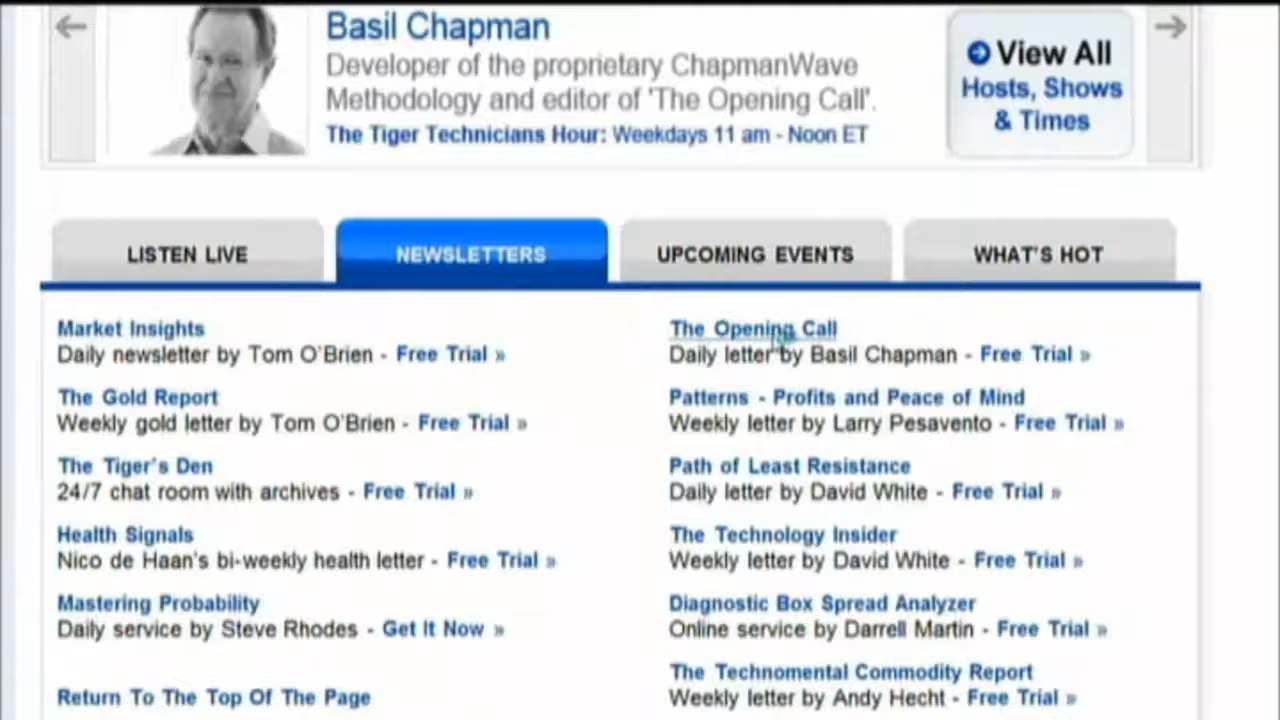 Basil Chapman
Developer of the proprietary ChapmanWave
Methodology and editor of 'The Opening Call'.
The Tiger Technicians Hour: Weekdays 11 am - Noon ET
View All
Hosts, Shows
& Times
LISTEN LIVE
NEWSLETTERS
UPCOMING EVENTS
WHAT'S HOT
Market Insights
Daily newsletter by Tom O'Brien - Free Trial »
The Gold Report
Weekly gold letter by Tom O'Brien - Free Trial »
The Tiger's Den
24/7 chat room with archives - Free Trial »
Health Signals
Nico de Haan's bi-weekly health letter - Free Trial »
Mastering Probability
Daily service by Steve Rhodes - Get It Now »
Return To The Top Of The Page
The Opening Call
Daily letter by Basil Chapman - Free Trial »
Patterns - Profits and Peace of Mind
Weekly letter by Larry Pesavento - Free Trial »
Path of Least Resistance
Daily letter by David White - Free Trial »
The Technology Insider
Weekly letter by David White - Free Trial »
Diagnostic Box Spread Analyzer
Online service by Darrell Martin - Free Trial »
The Technomental Commodity Report
Weekly letter by Andy Hecht - Free Trial »